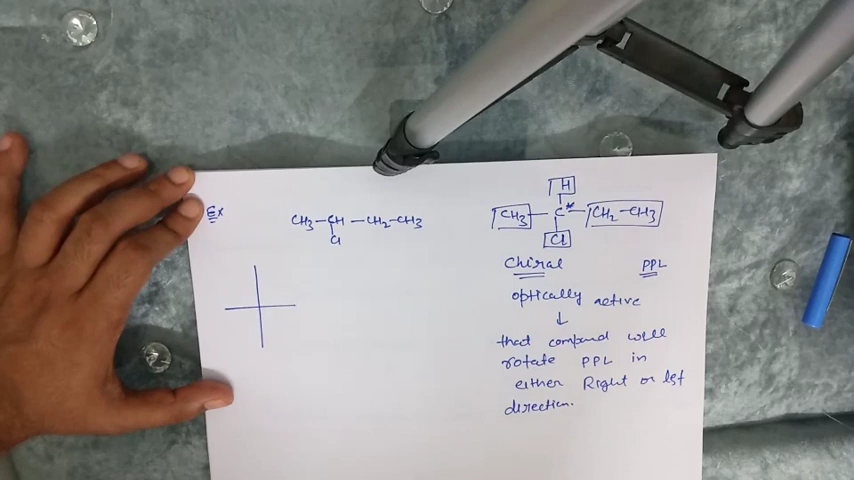 Ex
CH3-CH-CH2-CH3
Cl
H
CH3-C*-CH2-CH3
Cl
Chiral PPL
optically active
↓
that compound will
rotate PPL in
either Right or left
direction.